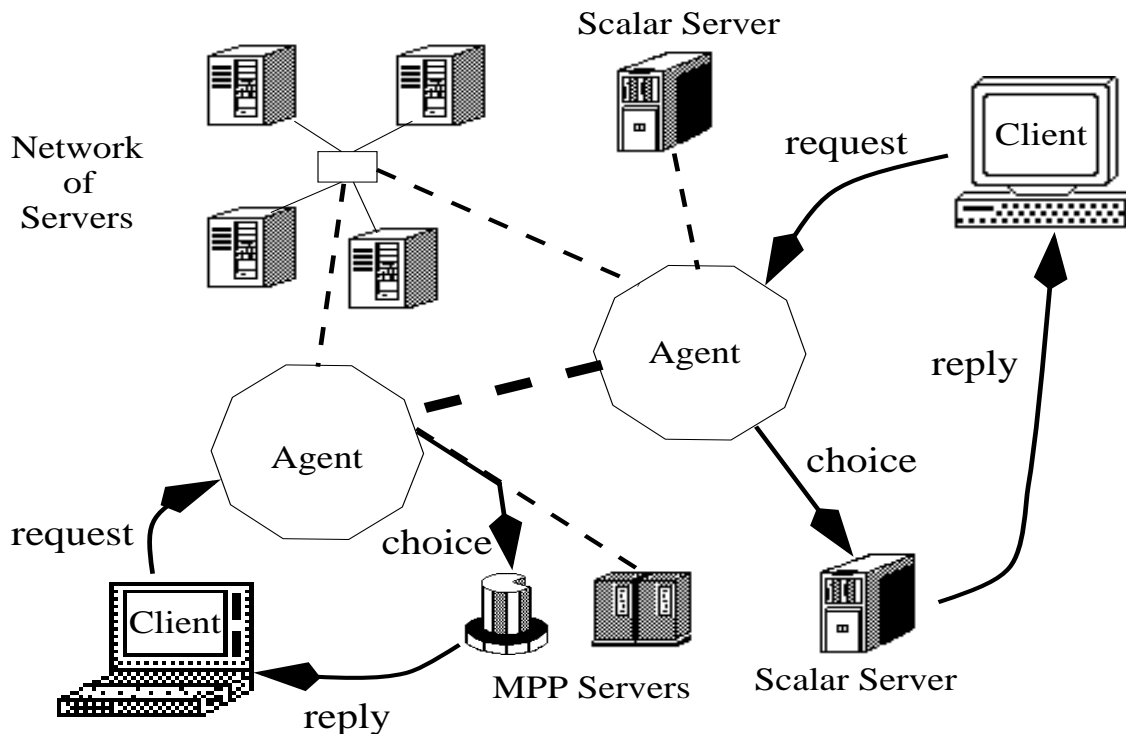 Scalar Server
Network
of
Servers
request
Client
Agent
reply
Agent
choice
request
choice
Client
MPP Servers
Scalar Server
reply